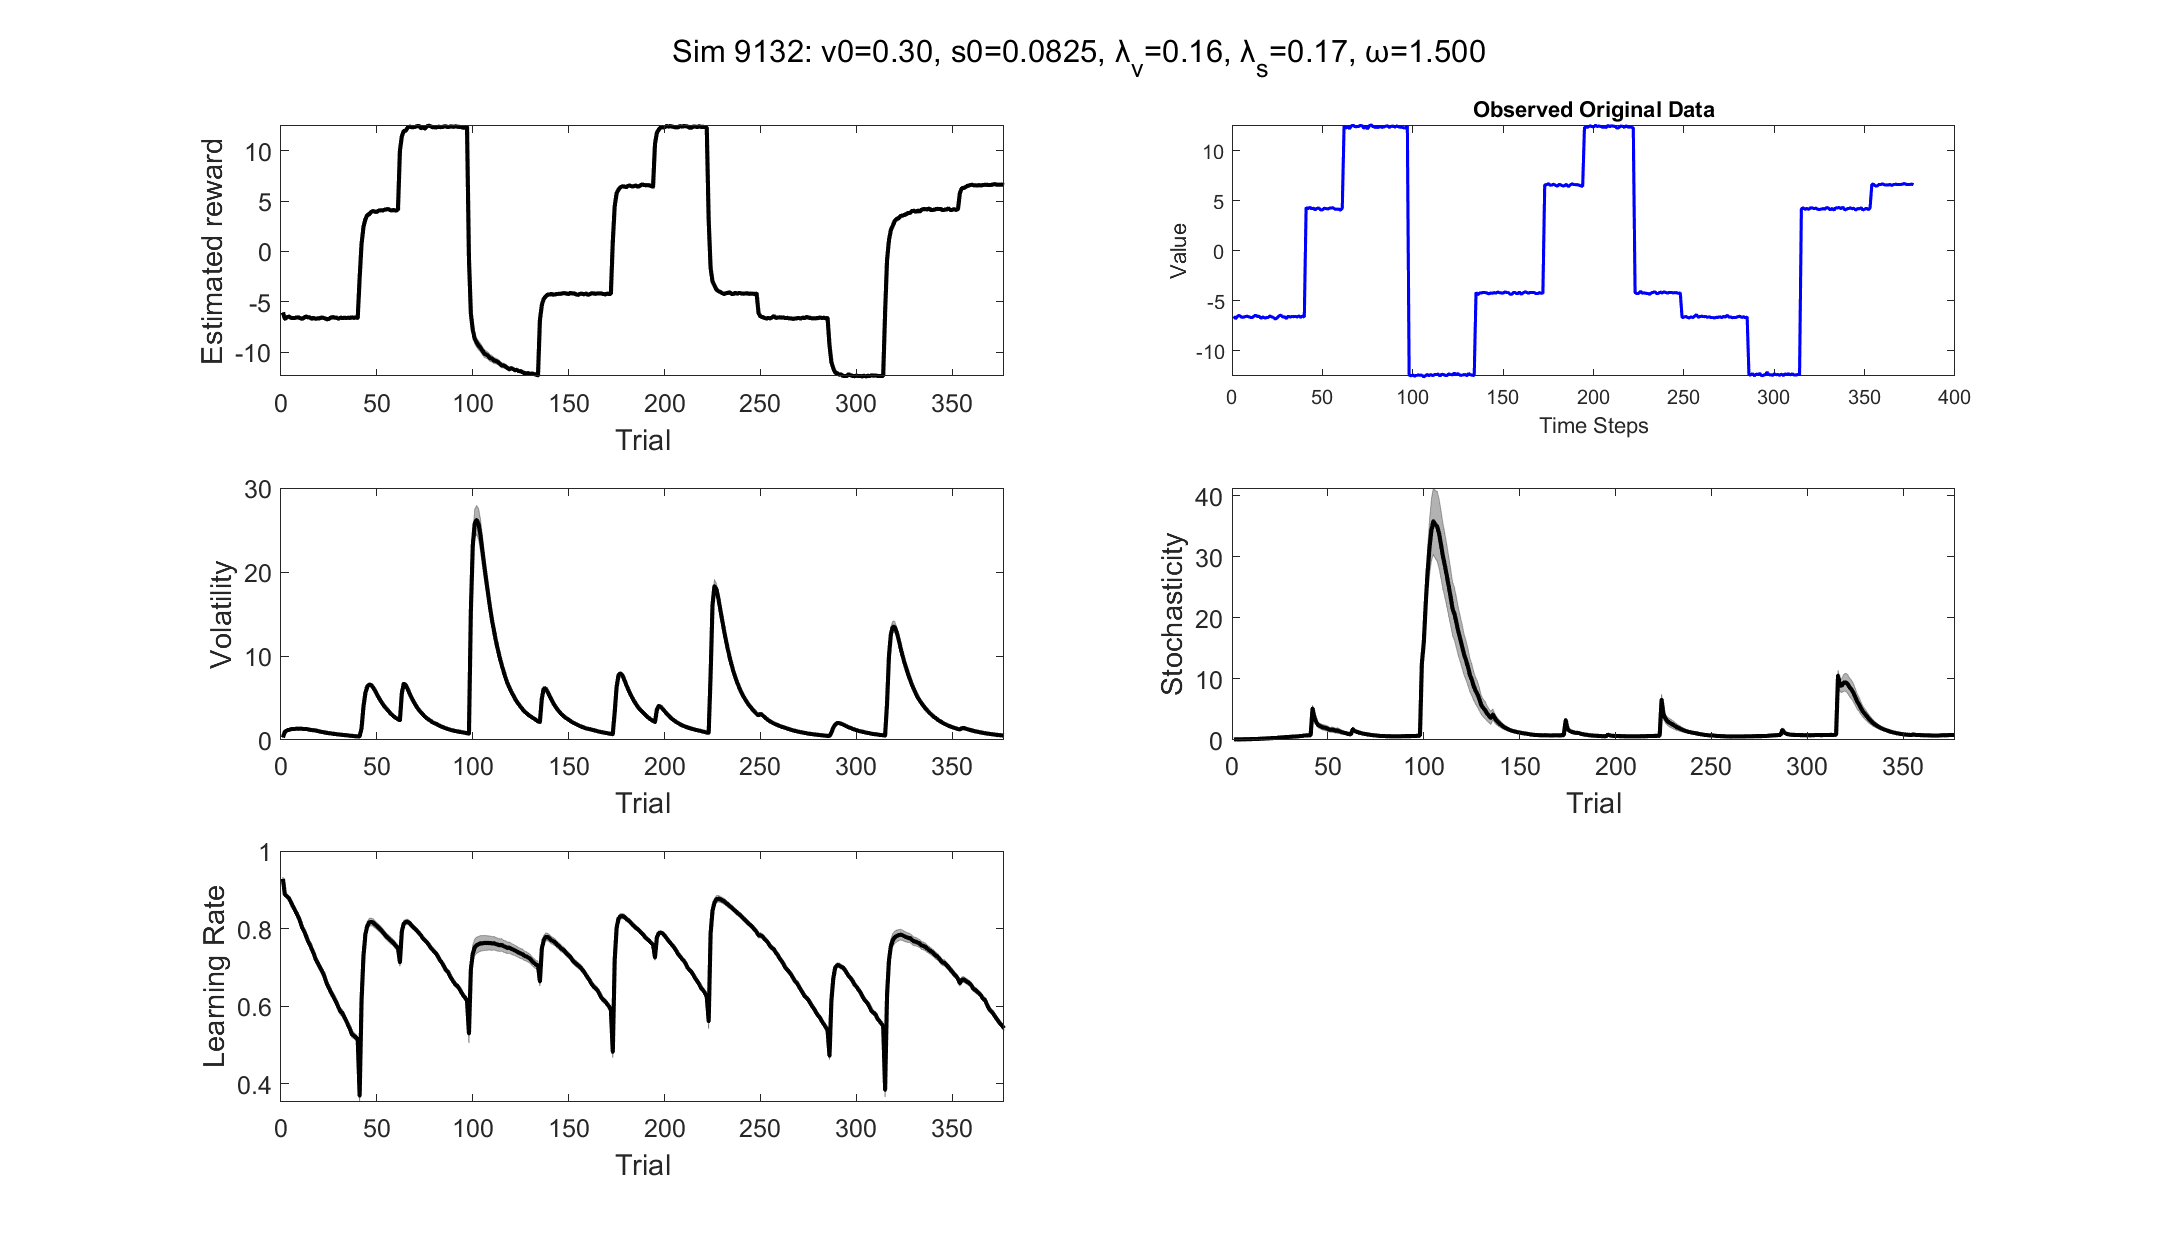 Sim 9132: v0=0.30, s0=0.0825, λ_v=0.16, λ_s=0.17, ω=1.500
Estimated reward
10
5
0
-5
-10
0 50 100 150 200 250 300 350
Trial
Observed Original Data
Value
10
5
0
-5
-10
0 50 100 150 200 250 300 350 400
Time Steps
Volatility
30
20
10
0
0 50 100 150 200 250 300 350
Trial
Stochasticity
40
30
20
10
0
0 50 100 150 200 250 300 350
Trial
Learning Rate
1
0.8
0.6
0.4
0 50 100 150 200 250 300 350
Trial